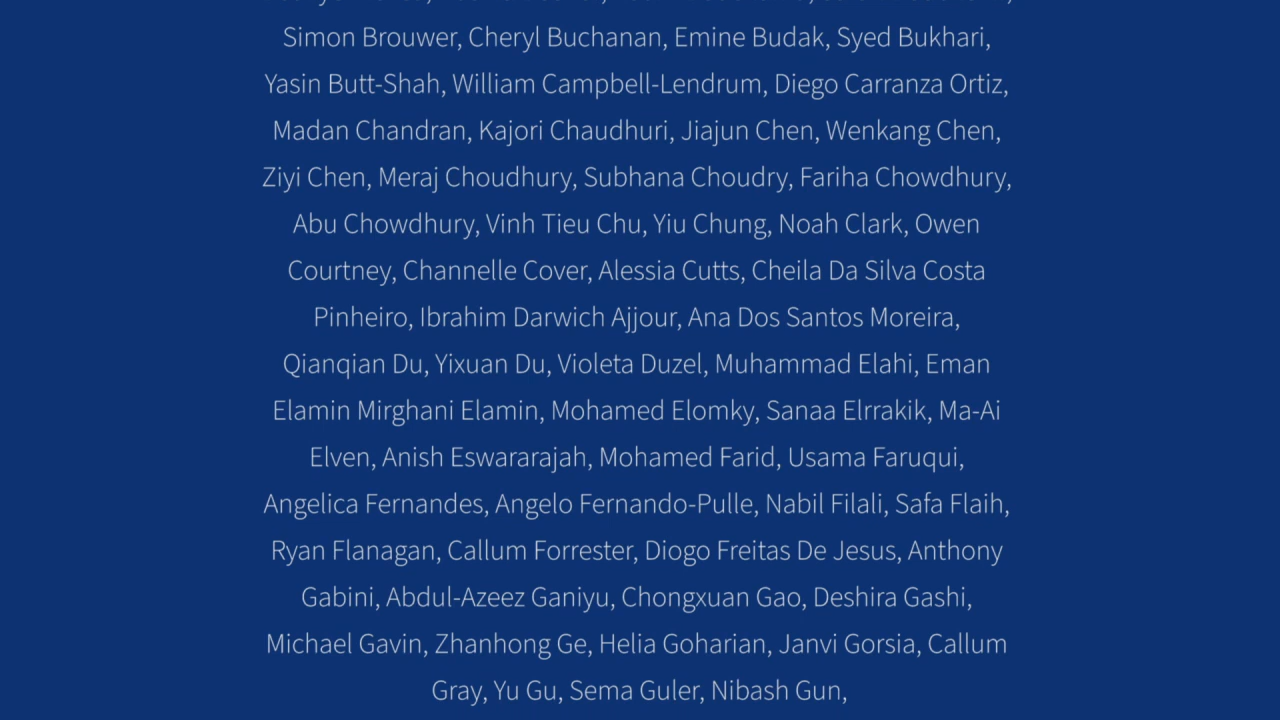 Simon Brouwer, Cheryl Buchanan, Emine Budak, Syed Bukhari,
Yasin Butt-Shah, William Campbell-Lendrum, Diego Carranza Ortiz,
Madan Chandran, Kajori Chaudhuri, Jiajun Chen, Wenkang Chen,
Ziyi Chen, Meraj Choudhury, Subhana Choudry, Fariha Chowdhury,
Abu Chowdhury, Vinh Tieu Chu, Yiu Chung, Noah Clark, Owen
Courtney, Channelle Cover, Alessia Cutts, Cheila Da Silva Costa
Pinheiro, Ibrahim Darwich Ajjour, Ana Dos Santos Moreira,
Qianqian Du, Yixuan Du, Violeta Duzel, Muhammad Elahi, Eman
Elamin Mirghani Elamin, Mohamed Elomky, Sanaa Elrrakik, Ma-Ai
Elven, Anish Eswararajah, Mohamed Farid, Usama Faruqui,
Angelica Fernandes, Angelo Fernando-Pulle, Nabil Filali, Safa Flaih,
Ryan Flanagan, Callum Forrester, Diogo Freitas De Jesus, Anthony
Gabini, Abdul-Azeez Ganiyu, Chongxuan Gao, Deshira Gashi,
Michael Gavin, Zhanhong Ge, Helia Goharian, Janvi Gorsia, Callum
Gray, Yu Gu, Sema Guler, Nibash Gun,